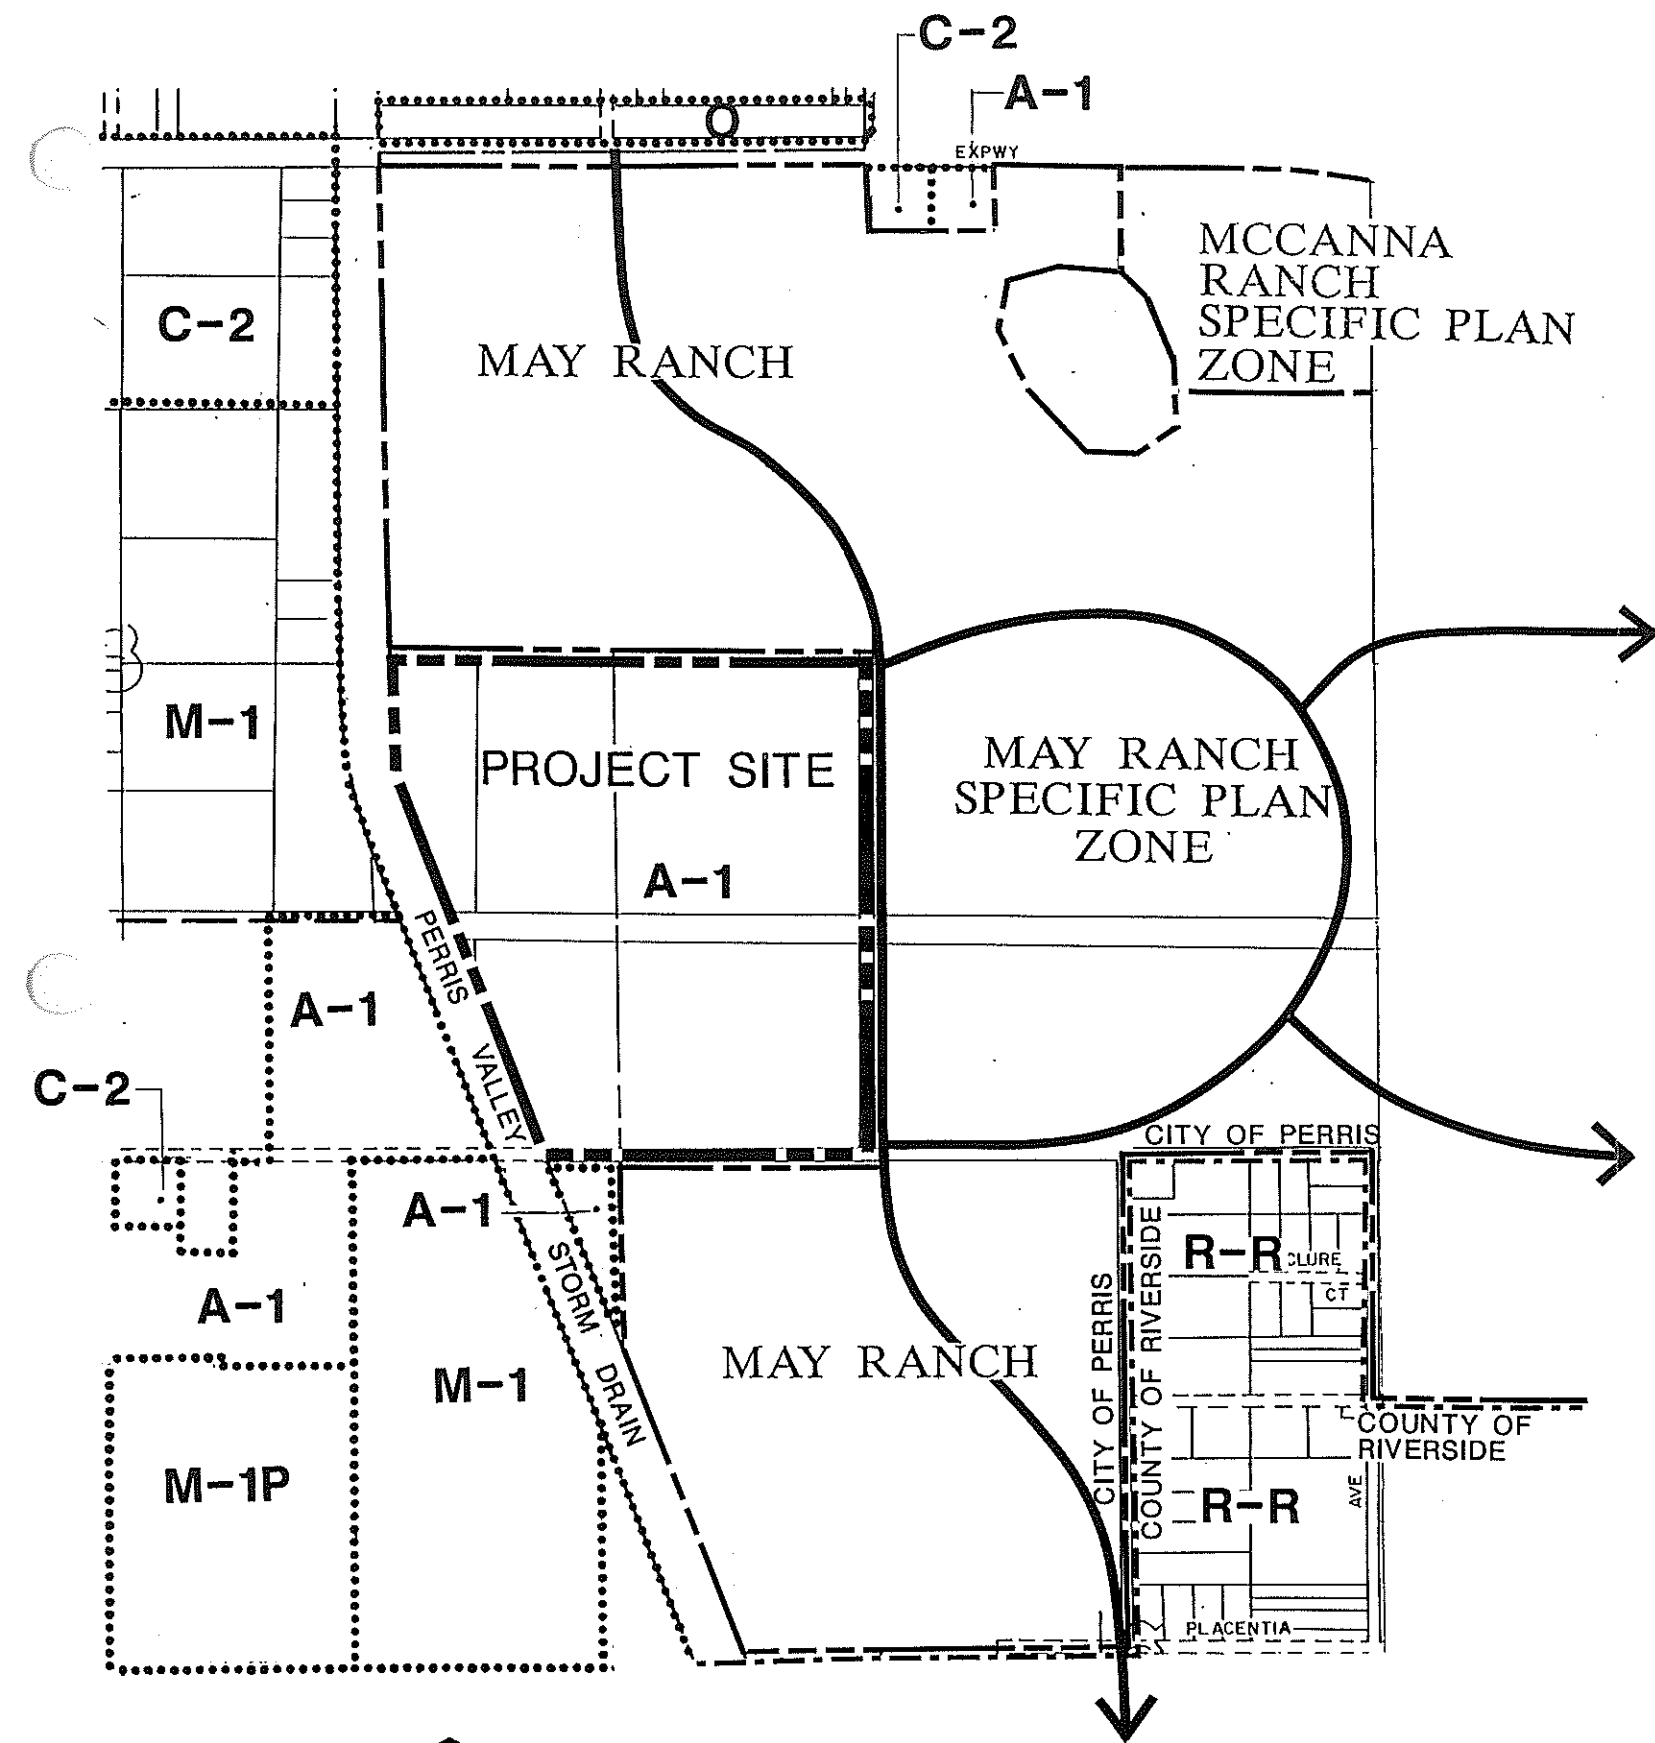 C-2
A-1
O
EXPWY
MCCANNA
RANCH
SPECIFIC PLAN
ZONE
C-2
MAY RANCH
M-1
PROJECT SITE
A-1
MAY RANCH
SPECIFIC PLAN
ZONE
PERRIS
VALLEY
STORM
DRAIN
A-1
C-2
A-1
A-1
M-1
M-1P
MAY RANCH
CITY OF PERRIS
CITY OF PERRIS
COUNTY OF RIVERSIDE
R-R
CLURE
CT
COUNTY OF
RIVERSIDE
R-R
AVE
PLACENTIA